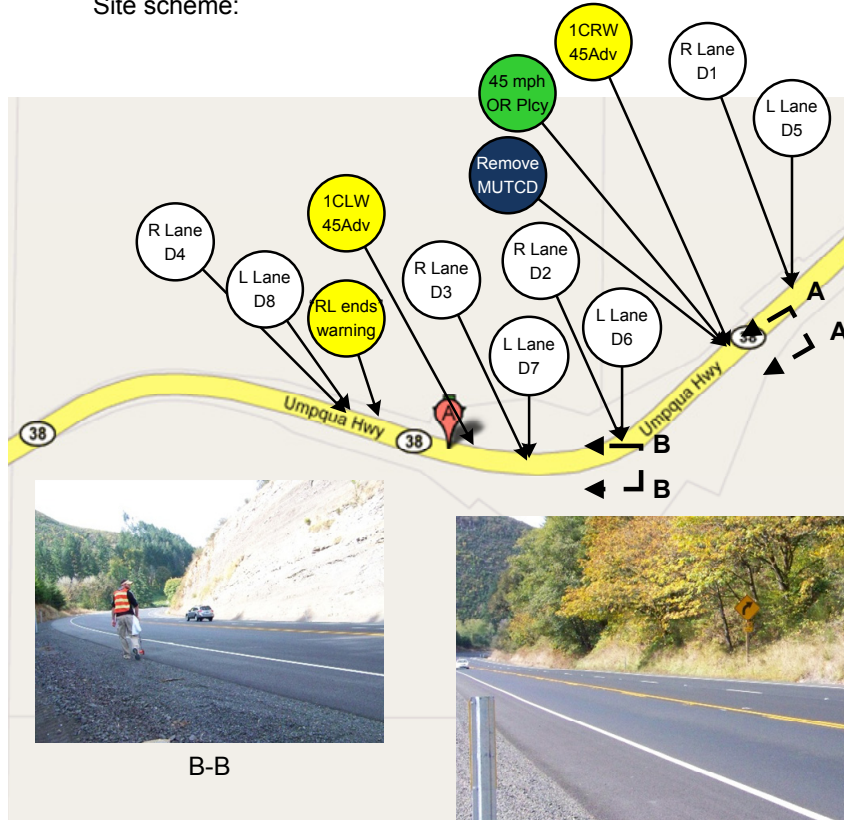 Site scheme:
1CRW
45Adv
R Lane
D1
45 mph
OR Plcy
L Lane
D5
Remove
MUTCD
1CLW
45Adv
R Lane
D4
L Lane
D8
"RL ends"
warning
R Lane
D3
R Lane
D2
L Lane
D7
L Lane
D6
A
A
38
Umpqua Hwy
Umpqua Hwy
38
A
38
B
B
B-B